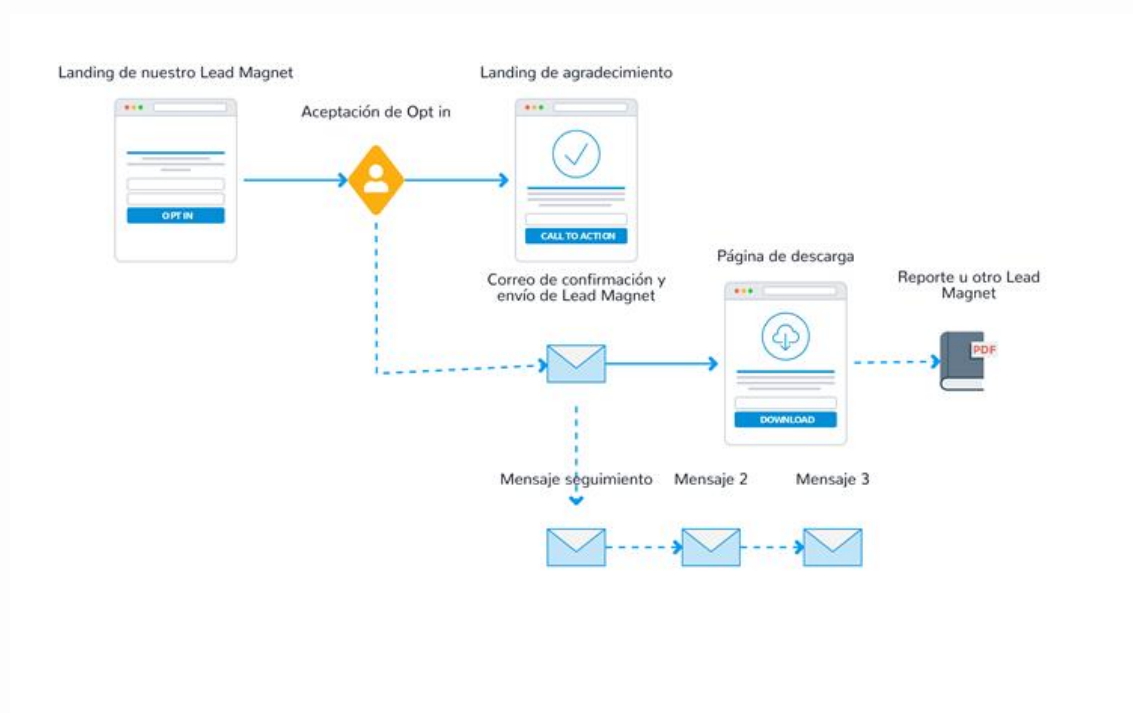 Landing de nuestro Lead Magnet
Landing de agradecimiento
Aceptación de Opt in
OPT IN
CALL TO ACTION
Correo de confirmación y
envío de Lead Magnet
Página de descarga
Reporte u otro Lead
Magnet
PDF
DOWNLOAD
Mensaje seguimiento
Mensaje 2
Mensaje 3